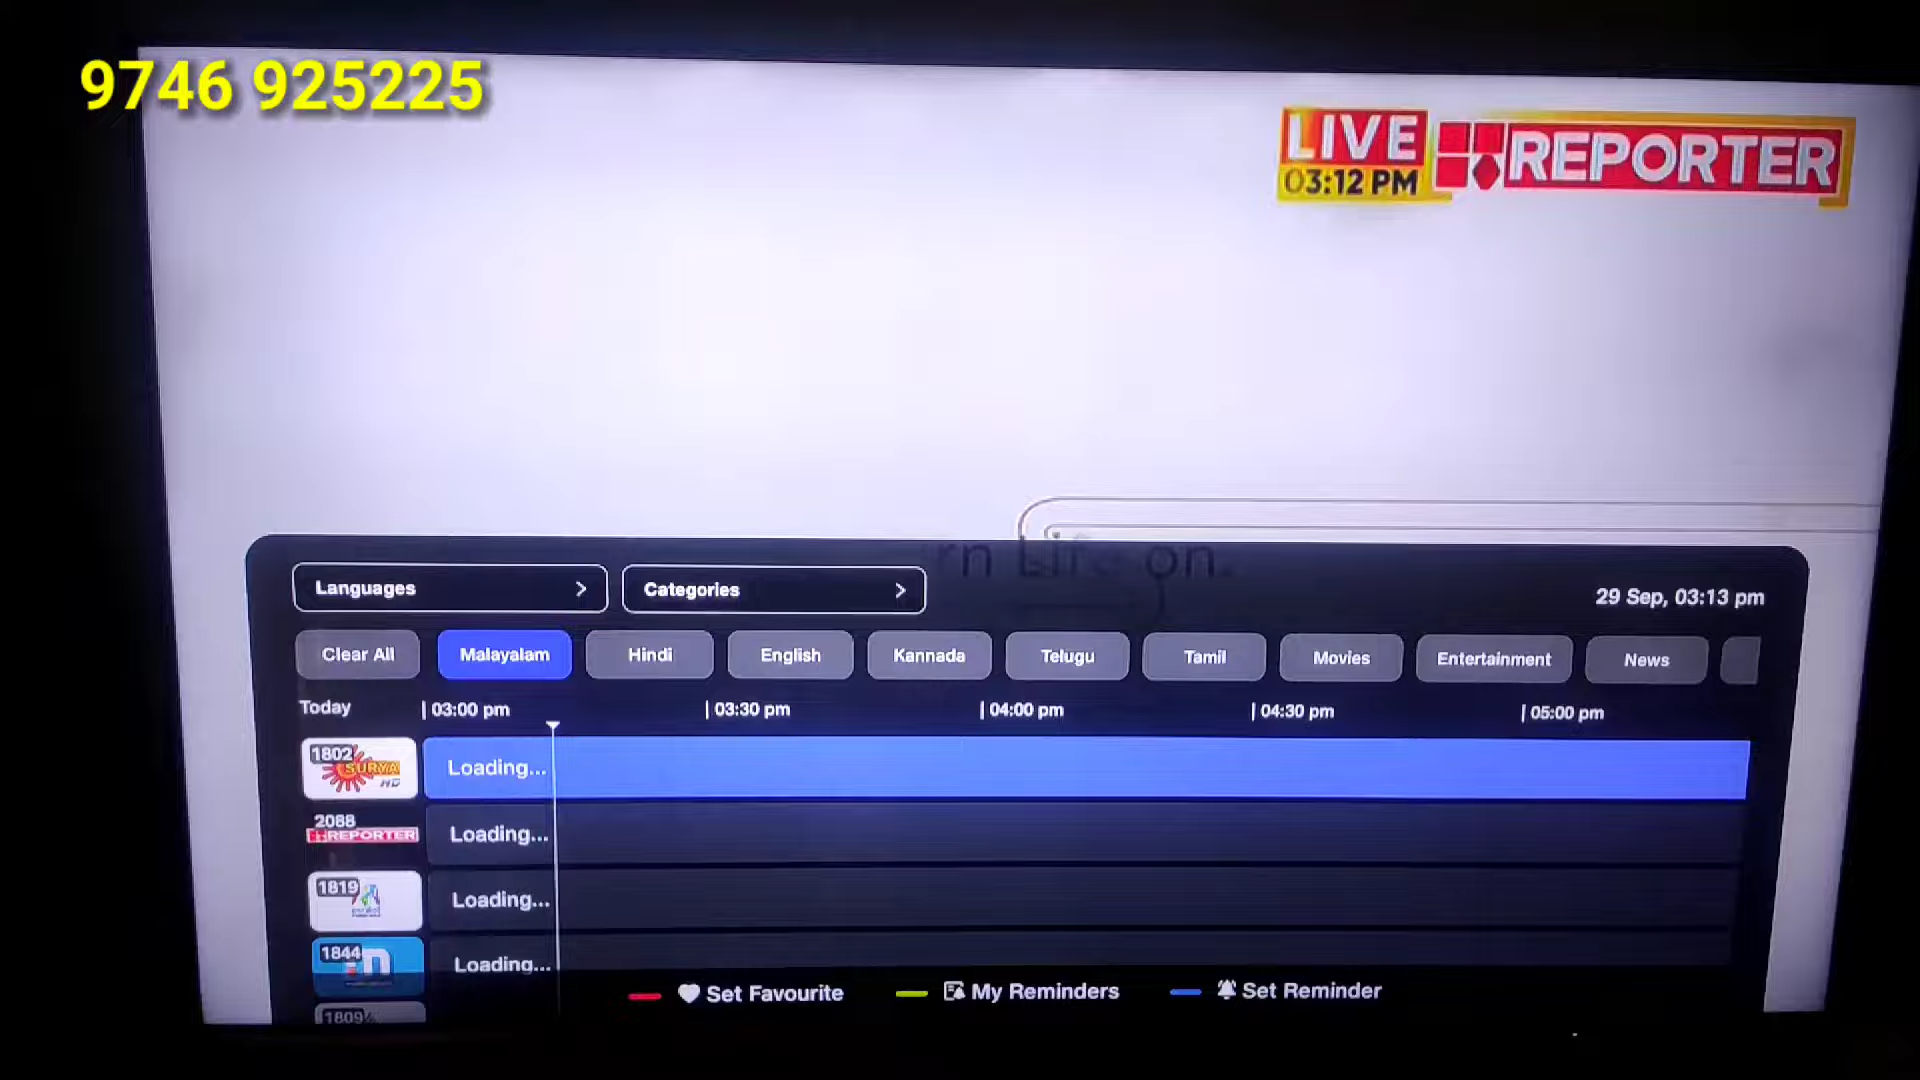 9746 925225
LIVE
03:12 PM
REPORTER
rn Life on.
Languages
Categories
29 Sep, 03:13 pm
Clear All
Malayalam
Hindi
English
Kannada
Telugu
Tamil
Movies
Entertainment
News
Today
03:00 pm
03:30 pm
04:00 pm
04:30 pm
05:00 pm
1802
SURYA
HD
Loading...
2088
REPORTER
Loading...
1819
Loading...
1844
Loading...
1809
Set Favourite
My Reminders
Set Reminder